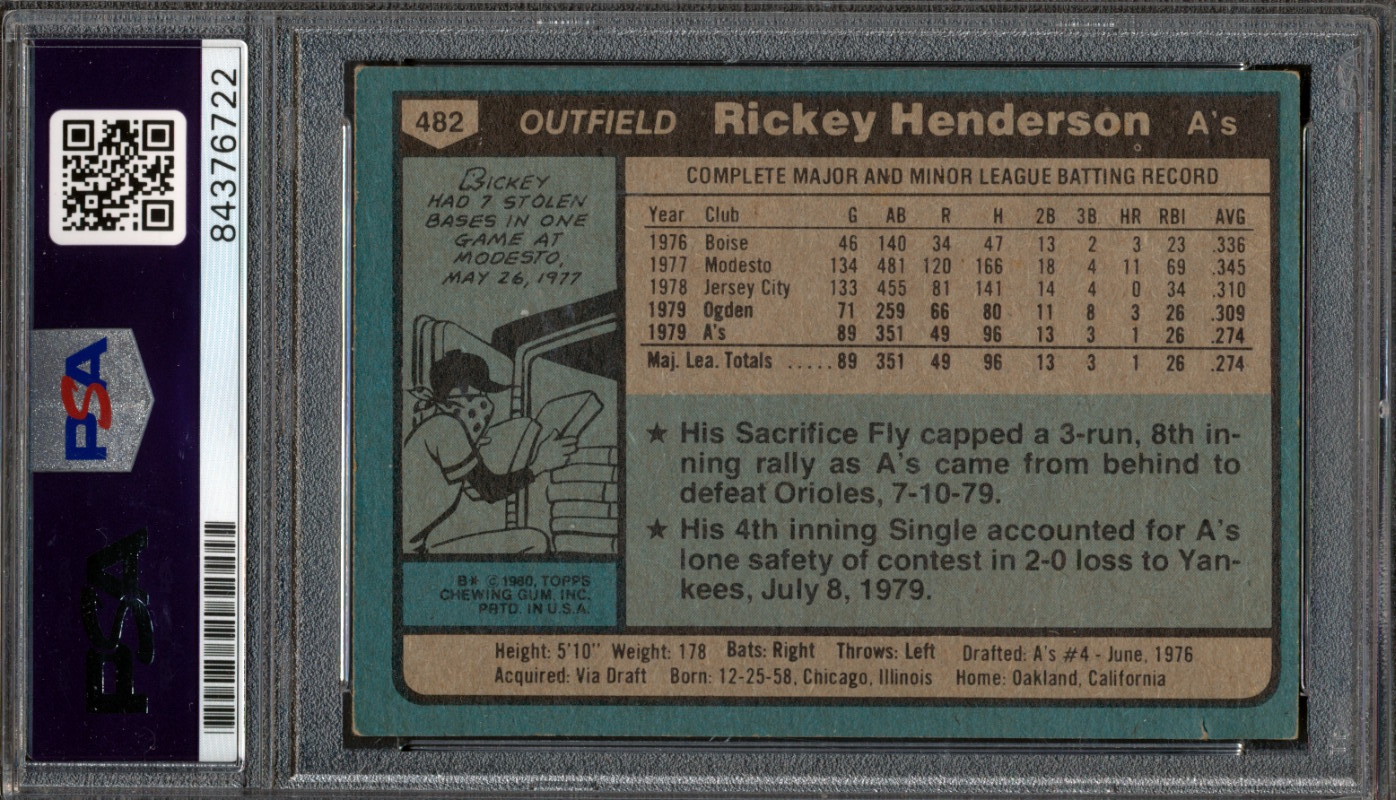 84376722
PSA
PSA
482 OUTFIELD Rickey Henderson A's
RICKEY
HAD 7 STOLEN
BASES IN ONE
GAME AT
MODESTO,
MAY 26, 1977
COMPLETE MAJOR AND MINOR LEAGUE BATTING RECORD
Year Club G AB R H 2B 3B HR RBI AVG
1976 Boise 46 140 34 47 13 2 3 23 .336
1977 Modesto 134 481 120 166 18 4 11 69 .345
1978 Jersey City 133 455 81 141 14 4 0 34 .310
1979 Ogden 71 259 66 80 11 8 3 26 .309
1979 A's 89 351 49 96 13 3 1 26 .274
Maj. Lea. Totals ..... 89 351 49 96 13 3 1 26 .274
★ His Sacrifice Fly capped a 3-run, 8th in-
ning rally as A's came from behind to
defeat Orioles, 7-10-79.
★ His 4th inning Single accounted for A's
lone safety of contest in 2-0 loss to Yan-
kees, July 8, 1979.
B* © 1980, TOPPS
CHEWING GUM, INC.
PRTD. IN U.S.A.
Height: 5'10" Weight: 178 Bats: Right Throws: Left Drafted: A's #4 - June, 1976
Acquired: Via Draft Born: 12-25-58, Chicago, Illinois Home: Oakland, California